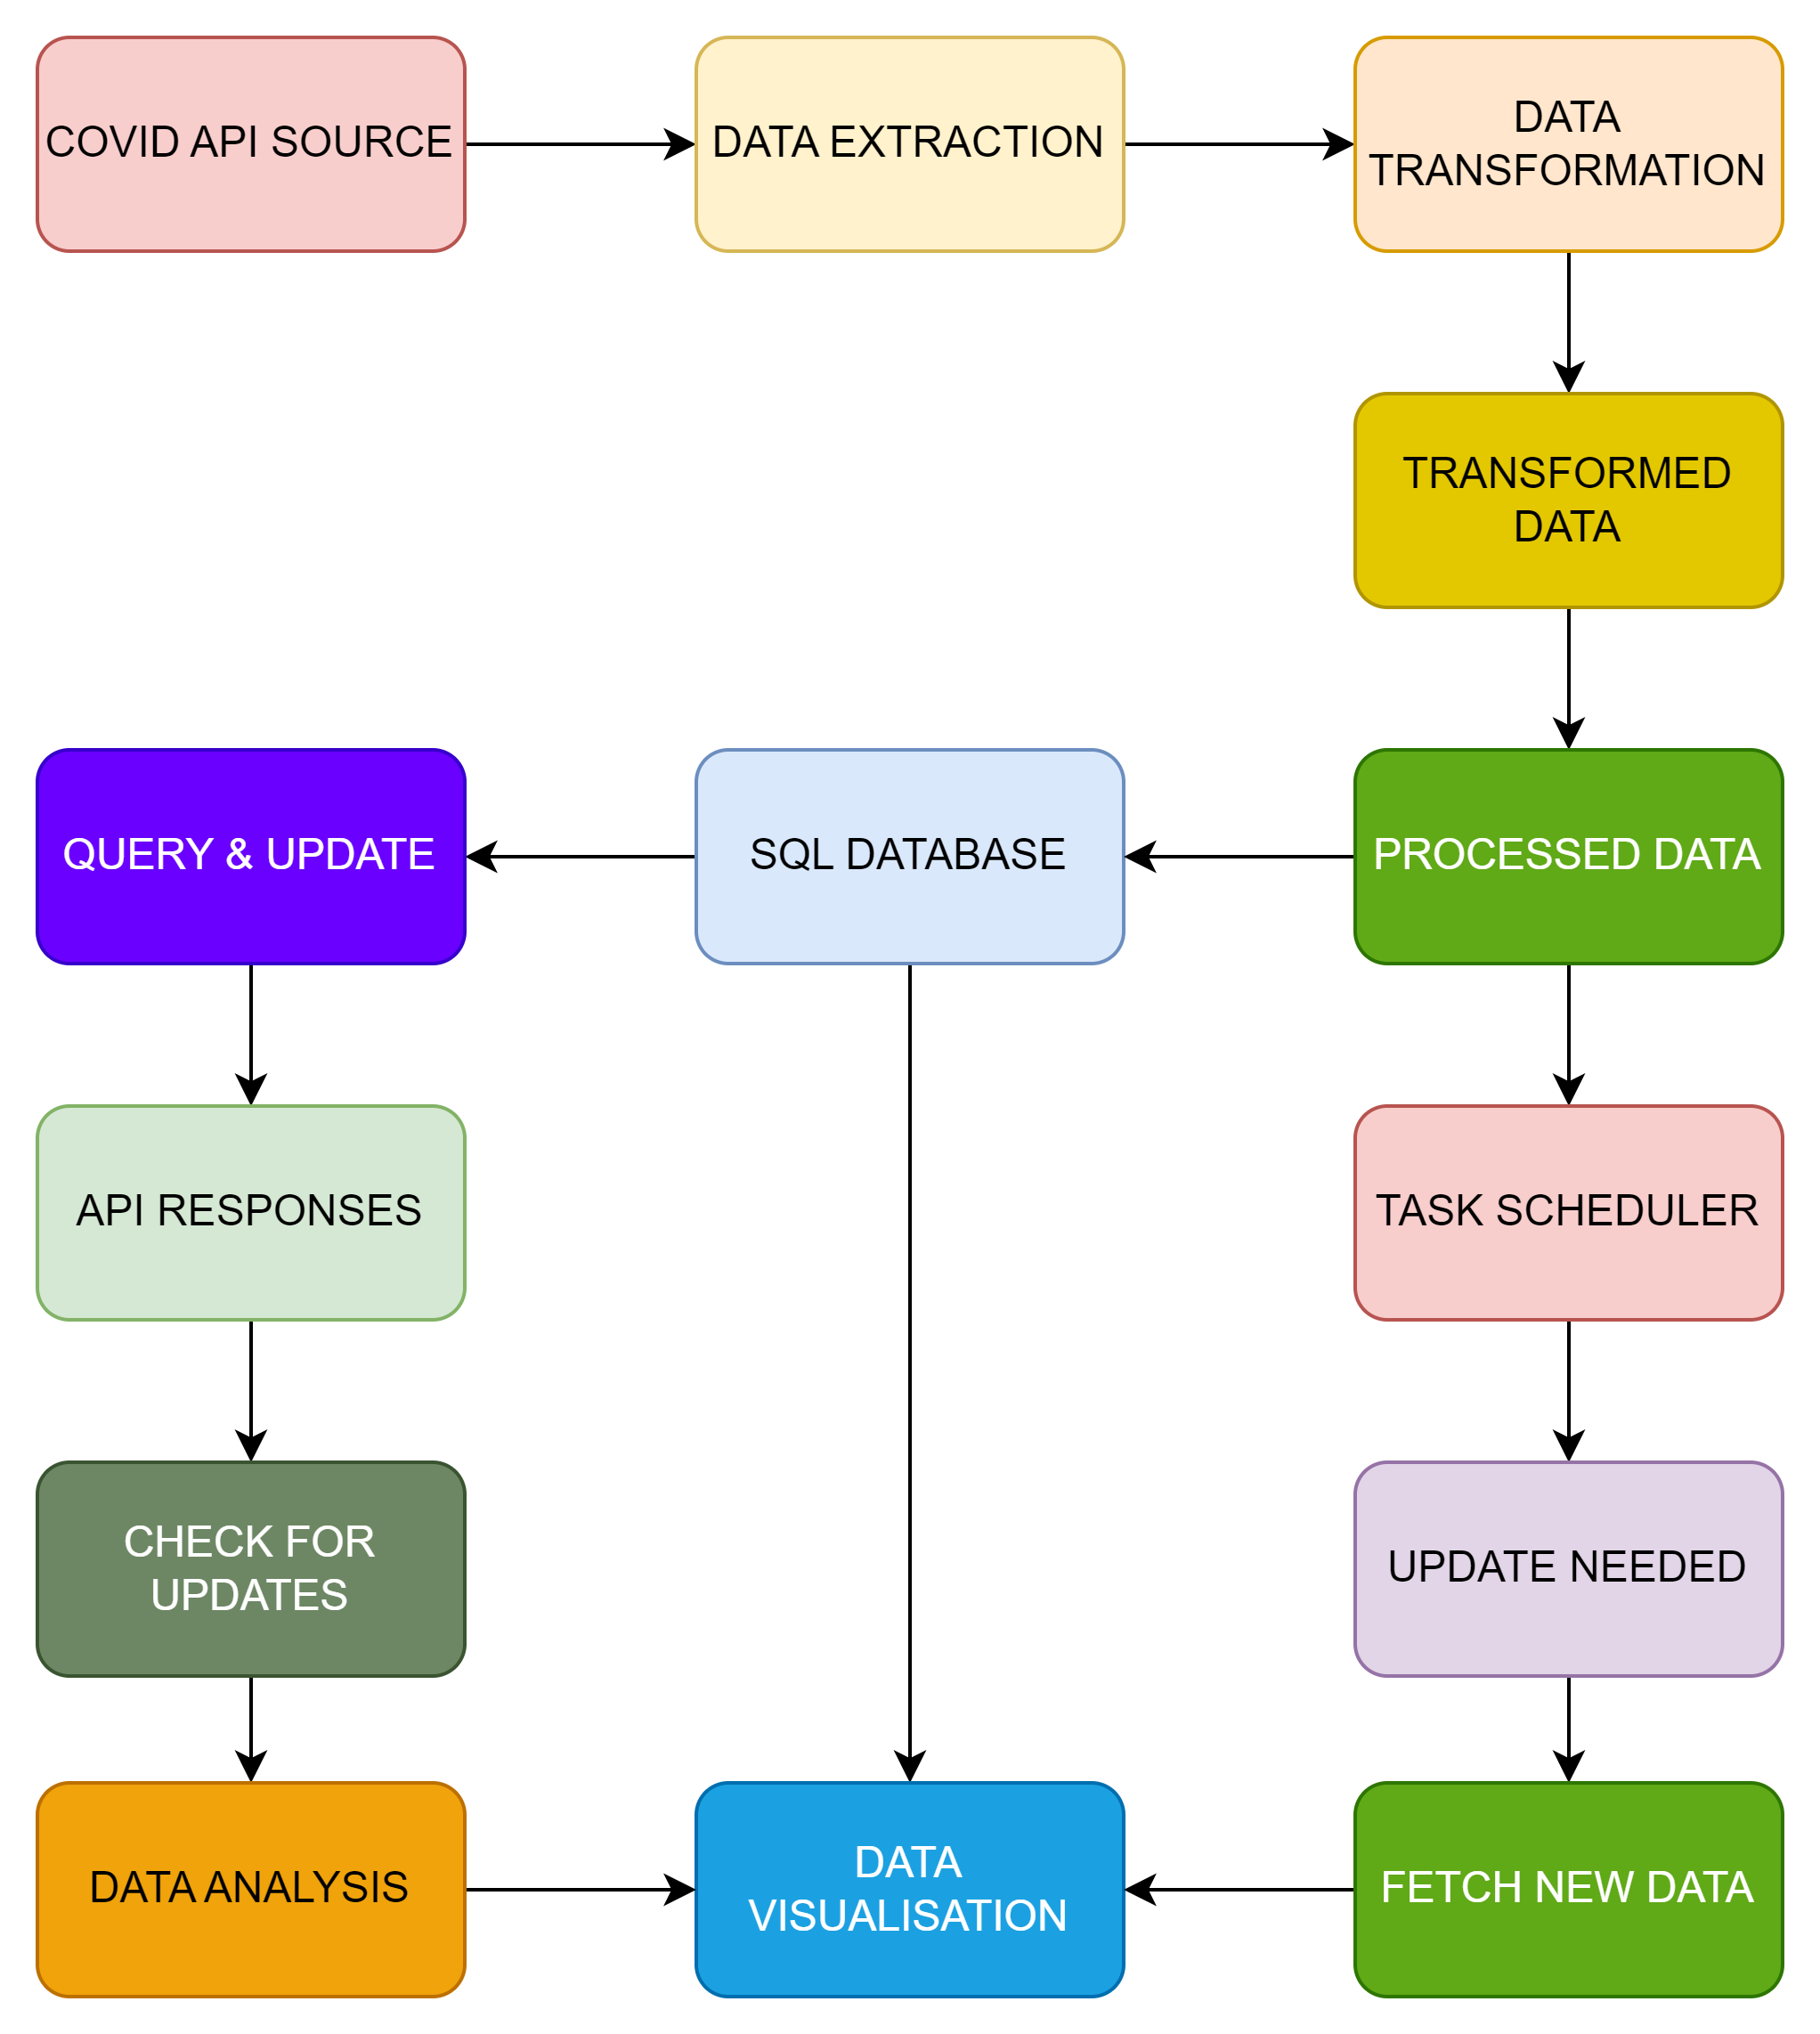 COVID API SOURCE
DATA EXTRACTION
DATA
TRANSFORMATION
TRANSFORMED
DATA
QUERY & UPDATE
SQL DATABASE
PROCESSED DATA
API RESPONSES
TASK SCHEDULER
CHECK FOR
UPDATES
UPDATE NEEDED
DATA ANALYSIS
DATA
VISUALISATION
FETCH NEW DATA